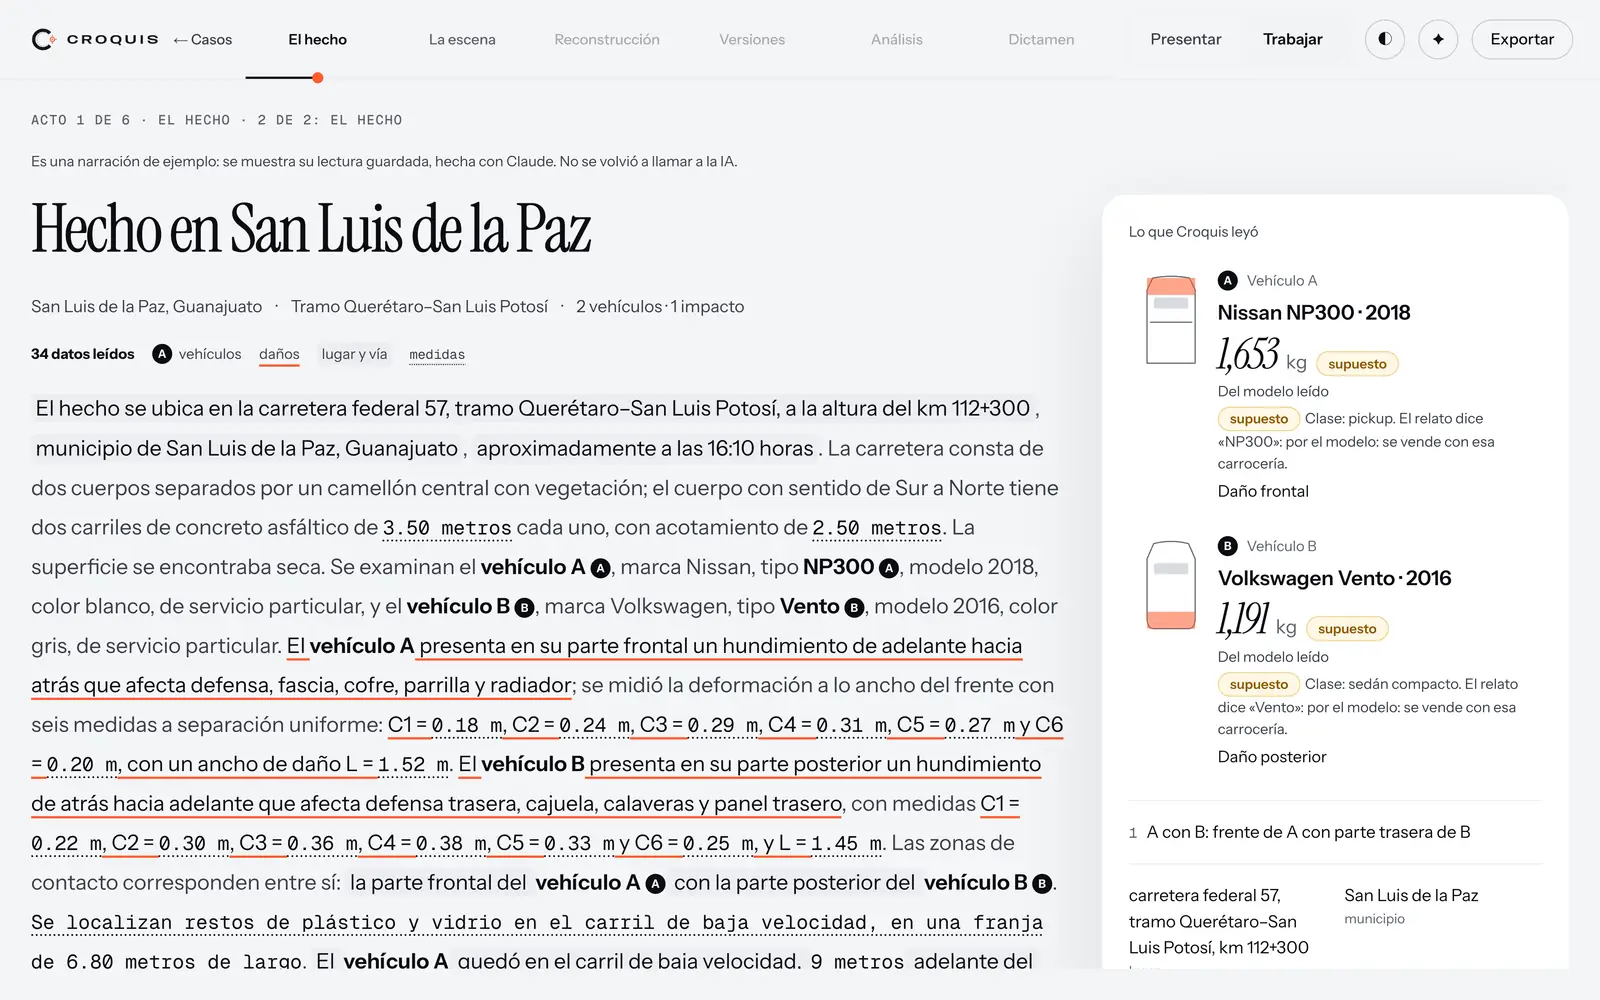 CROQUIS
← Casos
El hecho
La escena
Reconstrucción
Versiones
Análisis
Dictamen
Presentar
Trabajar
Exportar
ACTO 1 DE 6 · EL HECHO · 2 DE 2: EL HECHO
Es una narración de ejemplo: se muestra su lectura guardada, hecha con Claude. No se volvió a llamar a la IA.
Hecho en San Luis de la Paz
San Luis de la Paz, Guanajuato · Tramo Querétaro–San Luis Potosí · 2 vehículos · 1 impacto
34 datos leídos A vehículos daños lugar y vía medidas
El hecho se ubica en la carretera federal 57, tramo Querétaro–San Luis Potosí, a la altura del km 112+300 ,
municipio de San Luis de la Paz, Guanajuato , aproximadamente a las 16:10 horas . La carretera consta de
dos cuerpos separados por un camellón central con vegetación; el cuerpo con sentido de Sur a Norte tiene
dos carriles de concreto asfáltico de 3.50 metros cada uno, con acotamiento de 2.50 metros. La
superficie se encontraba seca. Se examinan el vehículo A A, marca Nissan, tipo NP300 A, modelo 2018,
color blanco, de servicio particular, y el vehículo B B, marca Volkswagen, tipo Vento B, modelo 2016, color
gris, de servicio particular. El vehículo A presenta en su parte frontal un hundimiento de adelante hacia
atrás que afecta defensa, fascia, cofre, parrilla y radiador; se midió la deformación a lo ancho del frente con
seis medidas a separación uniforme: C1 = 0.18 m, C2 = 0.24 m, C3 = 0.29 m, C4 = 0.31 m, C5 = 0.27 m y C6
= 0.20 m, con un ancho de daño L = 1.52 m. El vehículo B presenta en su parte posterior un hundimiento
de atrás hacia adelante que afecta defensa trasera, cajuela, calaveras y panel trasero, con medidas C1 =
0.22 m, C2 = 0.30 m, C3 = 0.36 m, C4 = 0.38 m, C5 = 0.33 m y C6 = 0.25 m, y L = 1.45 m. Las zonas de
contacto corresponden entre sí: la parte frontal del vehículo A A con la parte posterior del vehículo B B.
Se localizan restos de plástico y vidrio en el carril de baja velocidad, en una franja
de 6.80 metros de largo. El vehículo A quedó en el carril de baja velocidad, 9 metros adelante del
Lo que Croquis leyó
A Vehículo A
Nissan NP300 · 2018
1,653 kg supuesto
Del modelo leído
supuesto Clase: pickup. El relato dice
«NP300»: por el modelo: se vende con esa
carrocería.
Daño frontal
B Vehículo B
Volkswagen Vento · 2016
1,191 kg supuesto
Del modelo leído
supuesto Clase: sedán compacto. El relato
dice «Vento»: por el modelo: se vende con esa
carrocería.
Daño posterior
1 A con B: frente de A con parte trasera de B
carretera federal 57,
tramo Querétaro–San
Luis Potosí, km 112+300
San Luis de la Paz
municipio